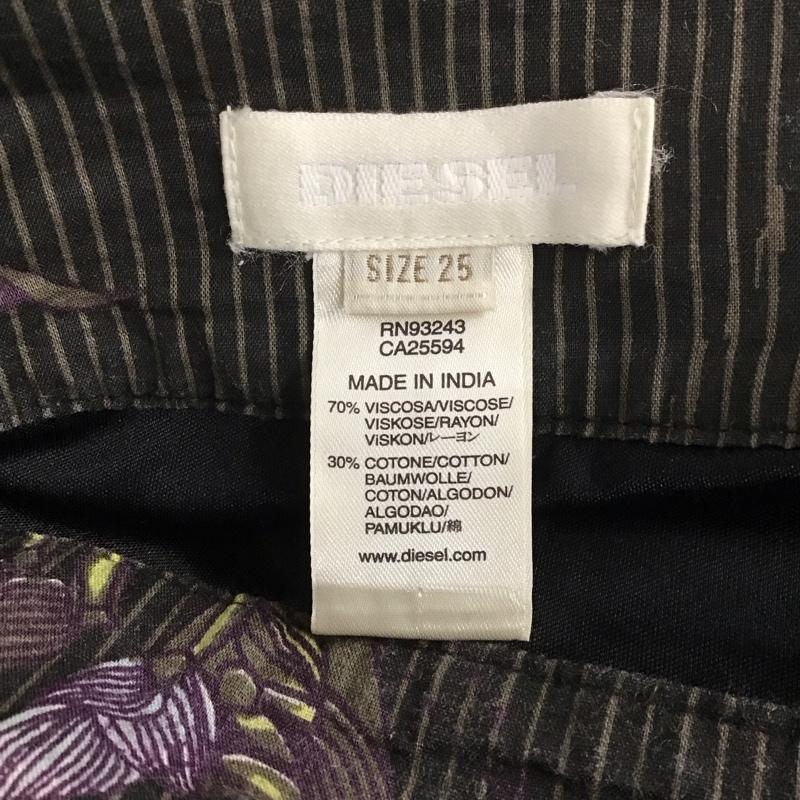 DIESEL
SIZE 25
RN93243
CA25594
MADE IN INDIA
70% VISCOSA/VISCOSE/
VISKOSE/RAYON/
ViSKON/レーヨン
30% COTONE/COTTON/
BAUMWOLLE/
COTON/ALGODON/
ALGODAO/
PAMUKLU/綿
www.diesel.com